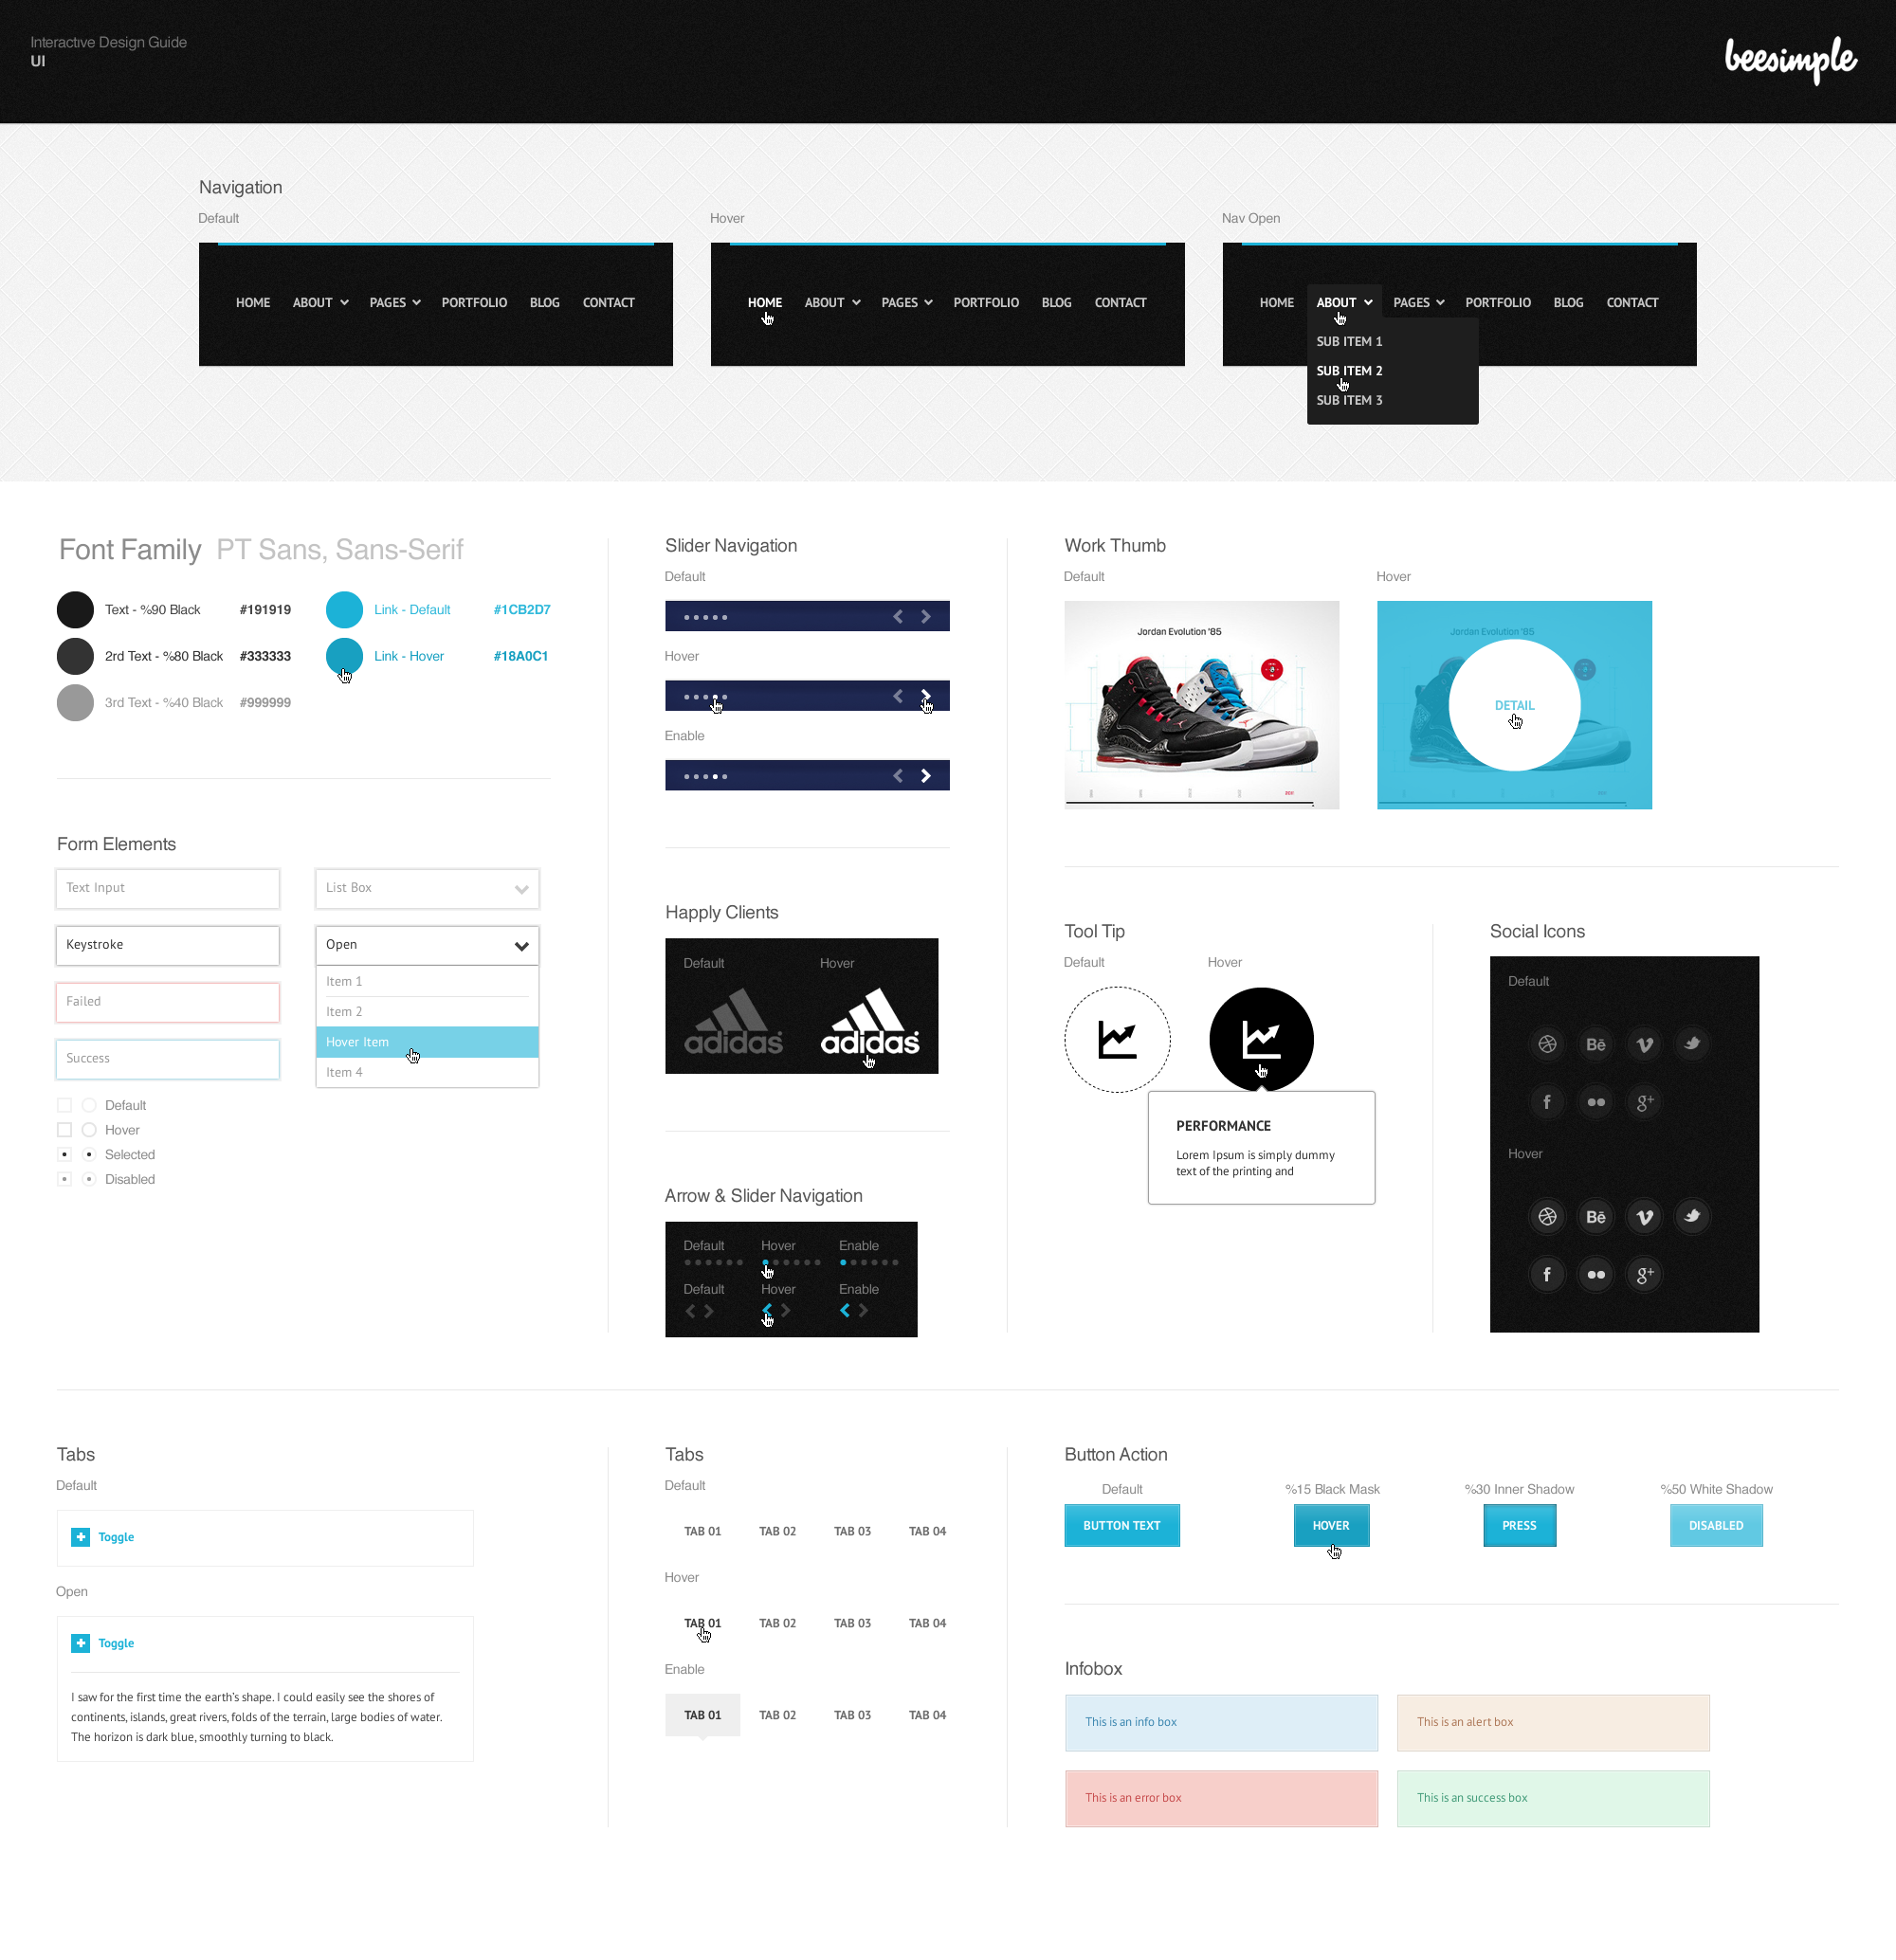 Interactive Design Guide
UI
beesimple
Navigation
Default
HOME ABOUT PAGES PORTFOLIO BLOG CONTACT
Hover
HOME ABOUT PAGES PORTFOLIO BLOG CONTACT
Nav Open
HOME ABOUT PAGES PORTFOLIO BLOG CONTACT
SUB ITEM 1
SUB ITEM 2
SUB ITEM 3
Font Family PT Sans, Sans-Serif
Text - %90 Black #191919
Link - Default #1CB2D7
2rd Text - %80 Black #333333
Link - Hover #18A0C1
3rd Text - %40 Black #999999
Form Elements
Text Input
Keystroke
Failed
Success
List Box
Open
Item 1
Item 2
Hover Item
Item 4
Default
Hover
Selected
Disabled
Slider Navigation
Default
Hover
Enable
Happly Clients
Default Hover
adidas adidas
Arrow & Slider Navigation
Default Hover Enable
Default Hover Enable
Work Thumb
Default
Jordan Evolution '85
Hover
Jordan Evolution '85
DETAIL
Tool Tip
Default Hover
PERFORMANCE
Lorem Ipsum is simply dummy
text of the printing and
Social Icons
Default
Bē
f g+
Hover
Bē
f g+
Tabs
Default
Toggle
Open
Toggle
I saw for the first time the earth's shape. I could easily see the shores of
continents, islands, great rivers, folds of the terrain, large bodies of water.
The horizon is dark blue, smoothly turning to black.
Tabs
Default
TAB 01 TAB 02 TAB 03 TAB 04
Hover
TAB 01 TAB 02 TAB 03 TAB 04
Enable
TAB 01 TAB 02 TAB 03 TAB 04
Button Action
Default %15 Black Mask %30 Inner Shadow %50 White Shadow
BUTTON TEXT HOVER PRESS DISABLED
Infobox
This is an info box
This is an alert box
This is an error box
This is an success box